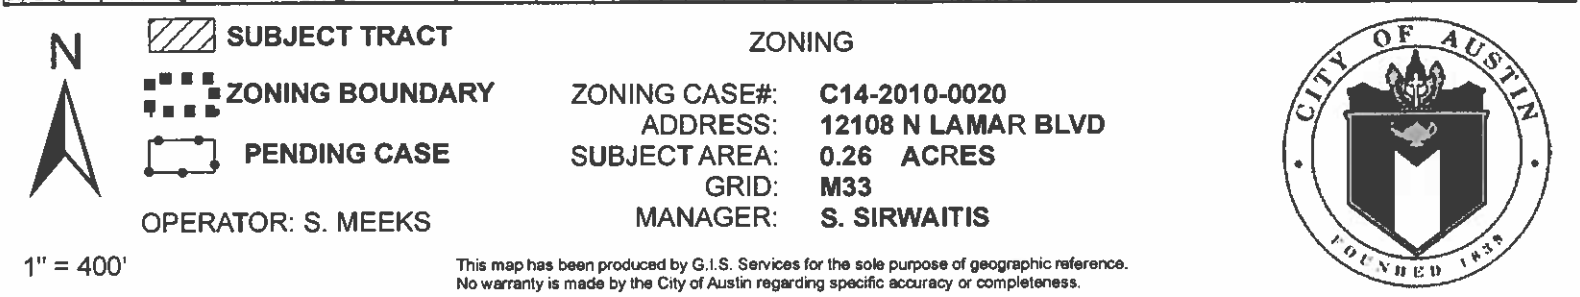 N
SUBJECT TRACT
ZONING BOUNDARY
PENDING CASE
OPERATOR: S. MEEKS
1" = 400'
ZONING
ZONING CASE#: C14-2010-0020
ADDRESS: 12108 N LAMAR BLVD
SUBJECT AREA: 0.26 ACRES
GRID: M33
MANAGER: S. SIRWAITIS
This map has been produced by G.I.S. Services for the sole purpose of geographic reference.
No warranty is made by the City of Austin regarding specific accuracy or completeness.
CITY OF AUSTIN
FOUNDED 1839